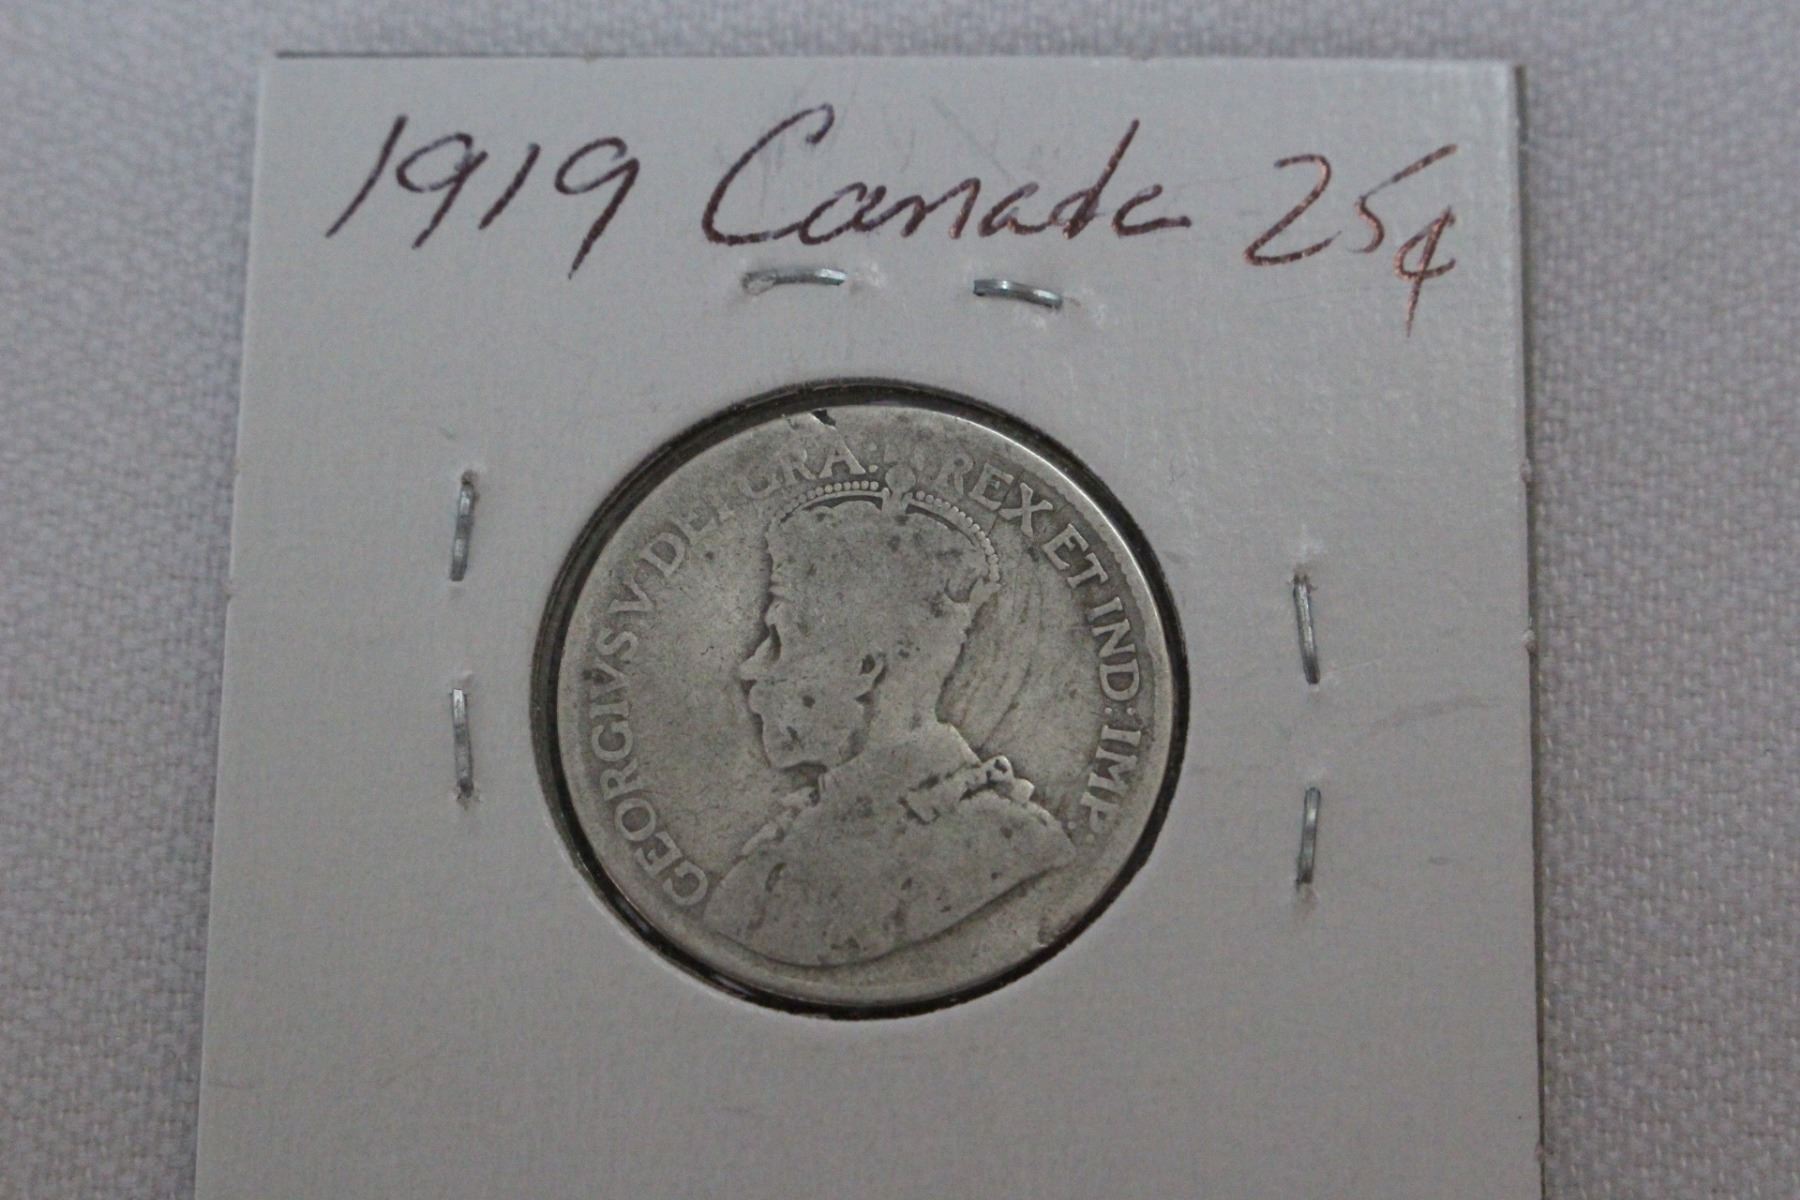 1919 Canada 25¢
GEORGIVS V DEI GRA: REX ET IND: IMP: